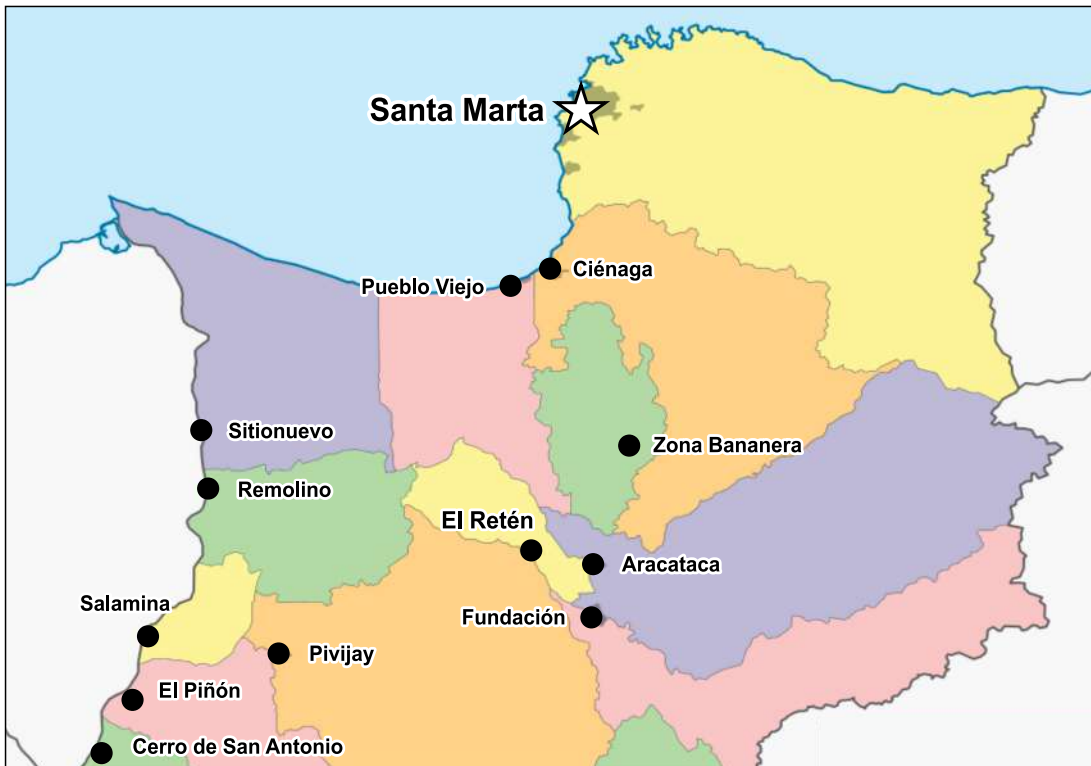 Santa Marta
Ciénaga
Pueblo Viejo
Sitionuevo
Zona Bananera
Remolino
El Retén
Aracataca
Salamina
Fundación
Pivijay
El Piñón
Cerro de San Antonio